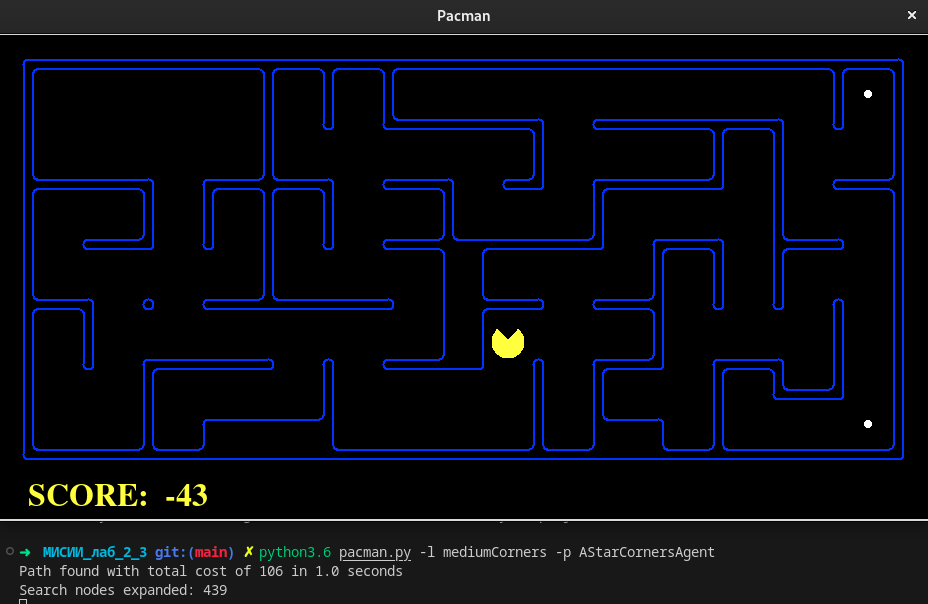 Pacman
×
SCORE: -43
➜ МИСИИ_лаб_2_3 git:(main) ✗ python3.6 pacman.py -l mediumCorners -p AStarCornersAgent
Path found with total cost of 106 in 1.0 seconds
Search nodes expanded: 439